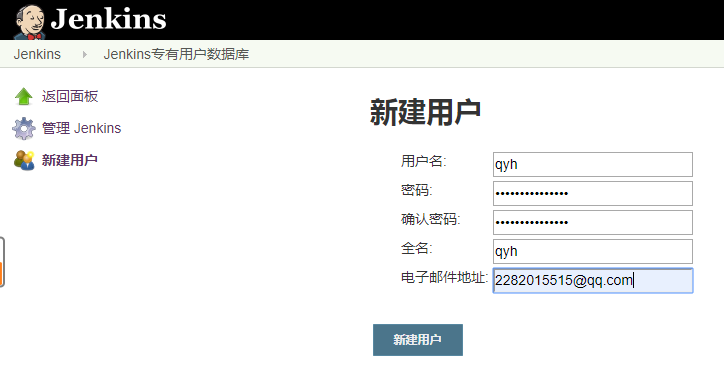 Jenkins
Jenkins Jenkins专有用户数据库
返回面板
管理 Jenkins
新建用户
新建用户
用户名: qyh
密码: •••••••••••••••
确认密码: •••••••••••••••
全名: qyh
电子邮件地址: 2282015515@qq.com
新建用户